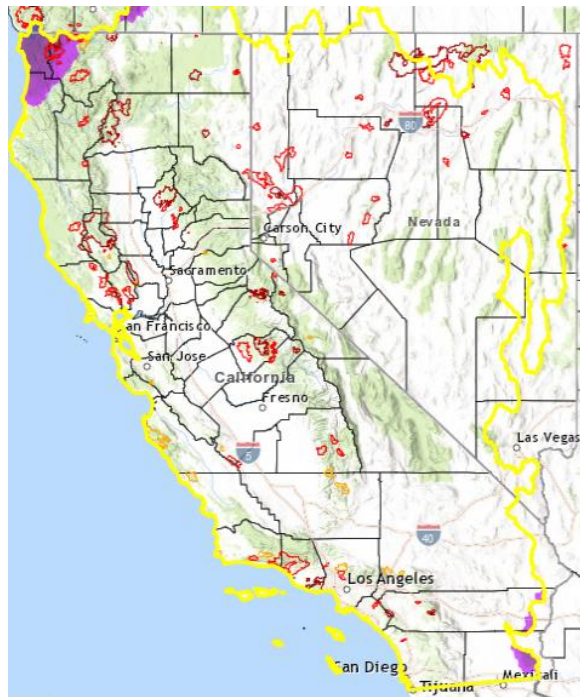 80
Nevada
Carson City
Sacramento
an Francisco
San Jose
California
Fresno
5
Las Vegas
40
Los Angeles
San Diego
Mexicali
Tijuana